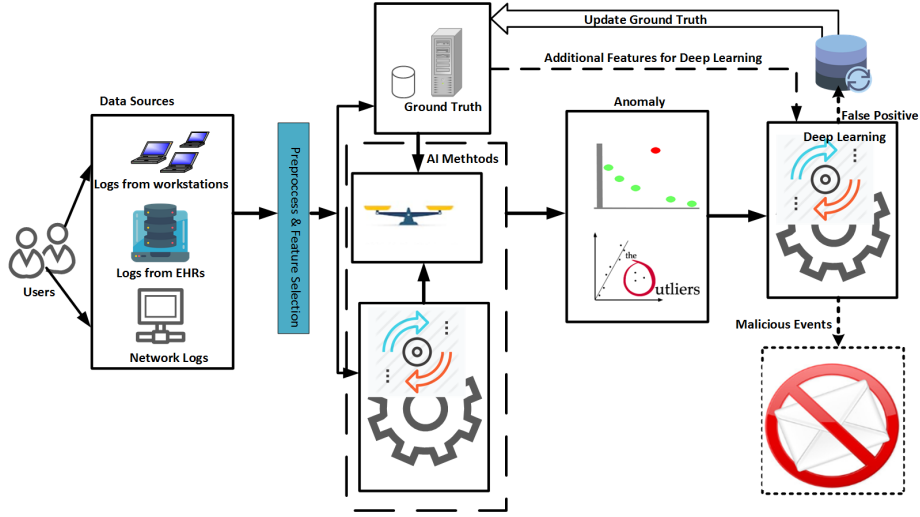 Update Ground Truth
Additional Features for Deep Learning
Data Sources
Ground Truth
Anomaly
False Positive
Deep Learning
AI Methtods
Logs from workstations
Preproccess & Feature Selection
the
Outliers
Logs from EHRs
Users
Network Logs
Malicious Events